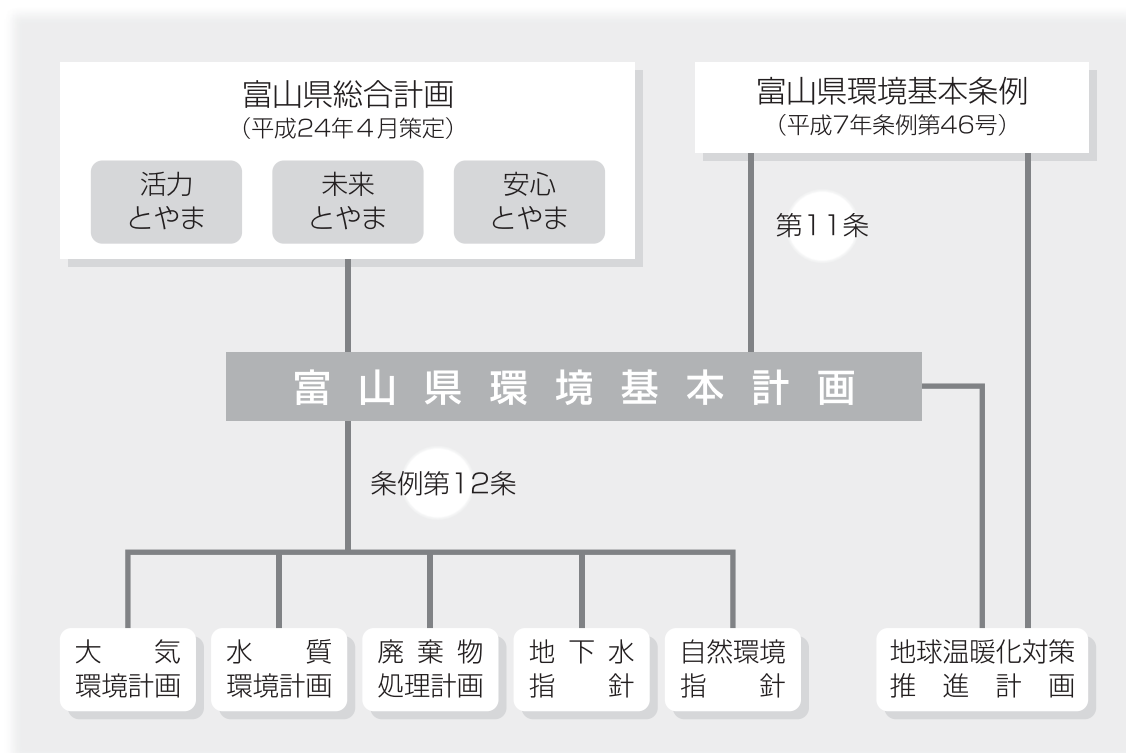 富山県総合計画
（平成24年４月策定）
活力
とやま
未来
とやま
安心
とやま
富山県環境基本条例
（平成7年条例第46号）
第11条
富山県環境基本計画
条例第12条
大気
環境計画
水質
環境計画
廃棄物
処理計画
地下水
指針
自然環境
指針
地球温暖化対策
推進計画